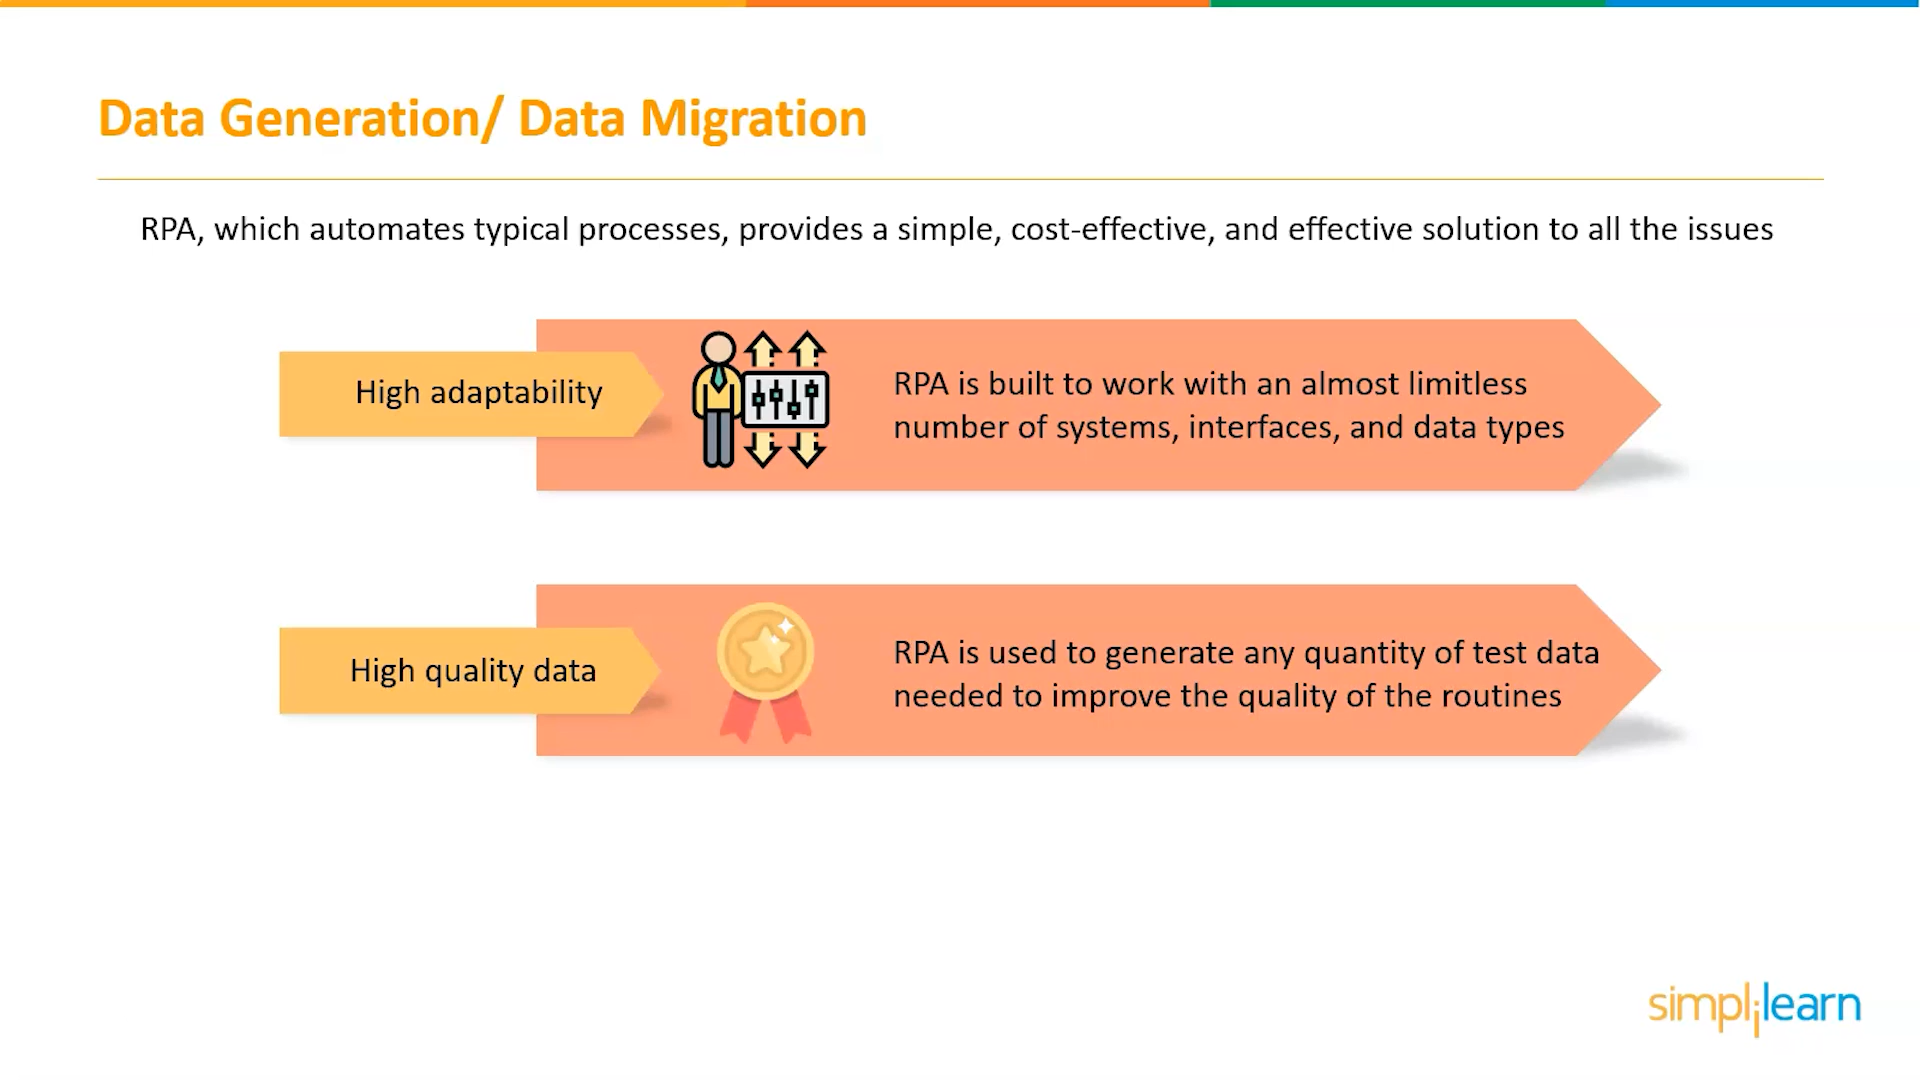 Data Generation/ Data Migration
RPA, which automates typical processes, provides a simple, cost-effective, and effective solution to all the issues
High adaptability
RPA is built to work with an almost limitless
number of systems, interfaces, and data types
High quality data
RPA is used to generate any quantity of test data
needed to improve the quality of the routines
simplilearn